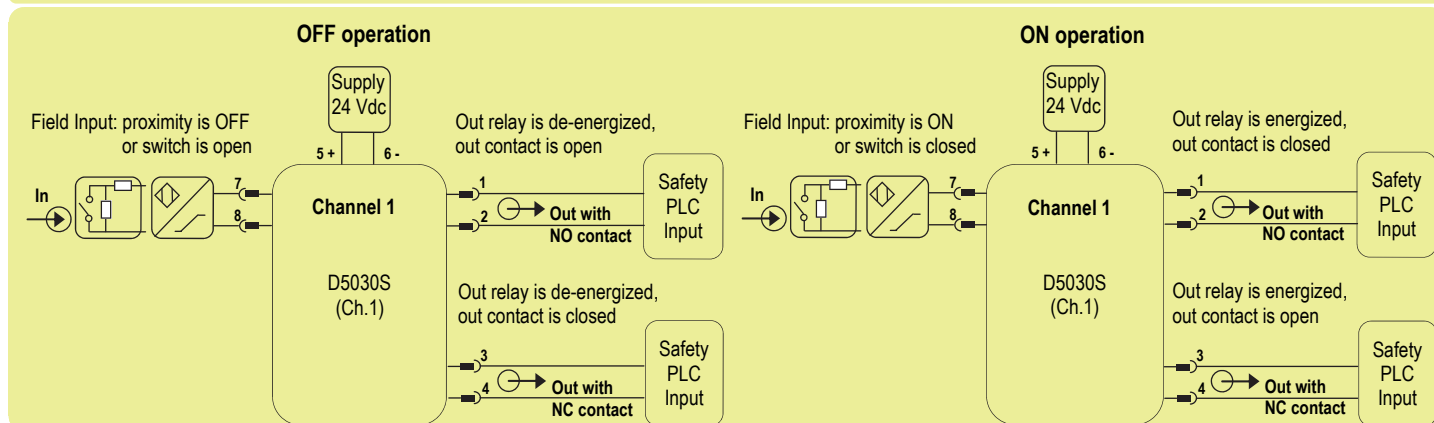 OFF operation
Supply
24 Vdc
Field Input: proximity is OFF
or switch is open
5 +
6 -
Out relay is de-energized,
out contact is open
In
7
8
Channel 1
1
2
Out with
NO contact
Safety
PLC
Input
D5030S
(Ch.1)
Out relay is de-energized,
out contact is closed
3
4
Out with
NC contact
Safety
PLC
Input
ON operation
Supply
24 Vdc
Field Input: proximity is ON
or switch is closed
5 +
6 -
Out relay is energized,
out contact is closed
In
7
8
Channel 1
1
2
Out with
NO contact
Safety
PLC
Input
D5030S
(Ch.1)
Out relay is energized,
out contact is open
3
4
Out with
NC contact
Safety
PLC
Input